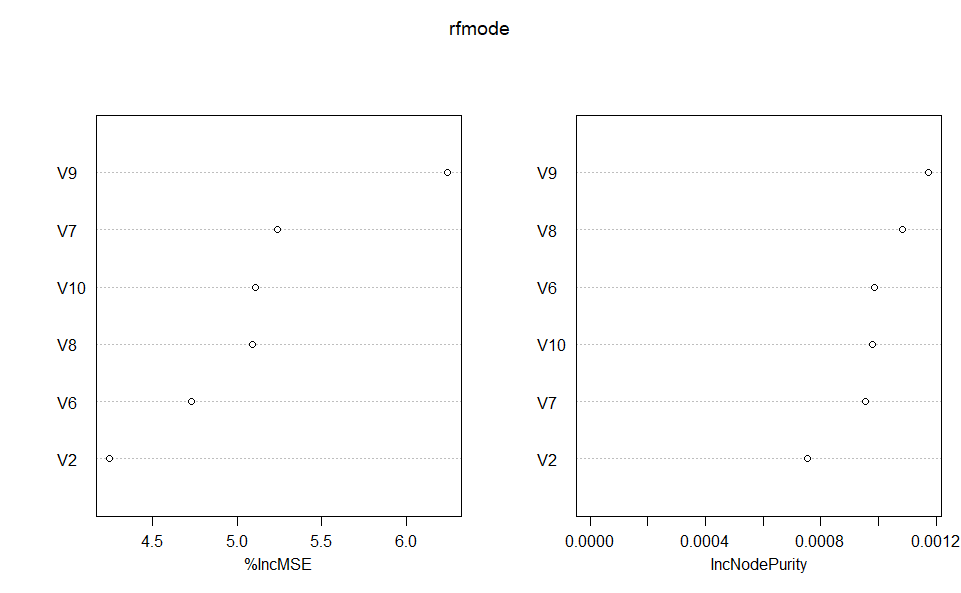 rfmode
V9
V7
V10
V8
V6
V2
4.5 5.0 5.5 6.0
%IncMSE
V9
V8
V6
V10
V7
V2
0.0000 0.0004 0.0008 0.0012
IncNodePurity